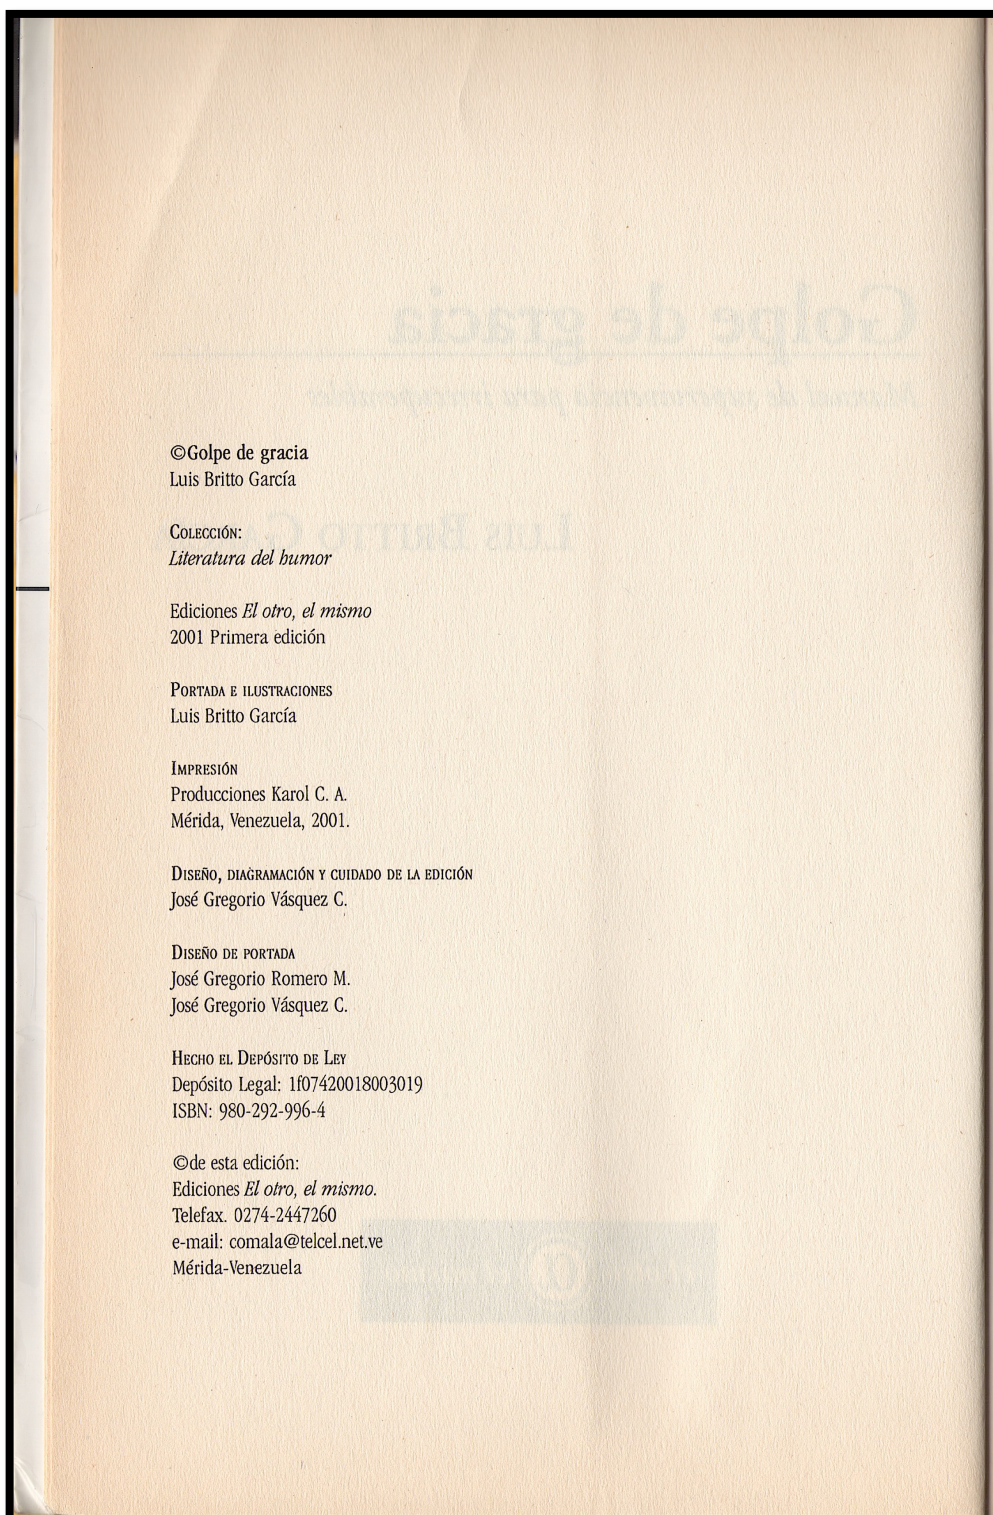 ©Golpe de gracia
Luis Britto García
Colección:
Literatura del humor
Ediciones El otro, el mismo
2001 Primera edición
Portada e ilustraciones
Luis Britto García
Impresión
Producciones Karol C. A.
Mérida, Venezuela, 2001.
Diseño, diagramación y cuidado de la edición
José Gregorio Vásquez C.
Diseño de portada
José Gregorio Romero M.
José Gregorio Vásquez C.
Hecho el Depósito de Ley
Depósito Legal: 1f07420018003019
ISBN: 980-292-996-4
©de esta edición:
Ediciones El otro, el mismo.
Telefax. 0274-2447260
e-mail: comala@telcel.net.ve
Mérida-Venezuela